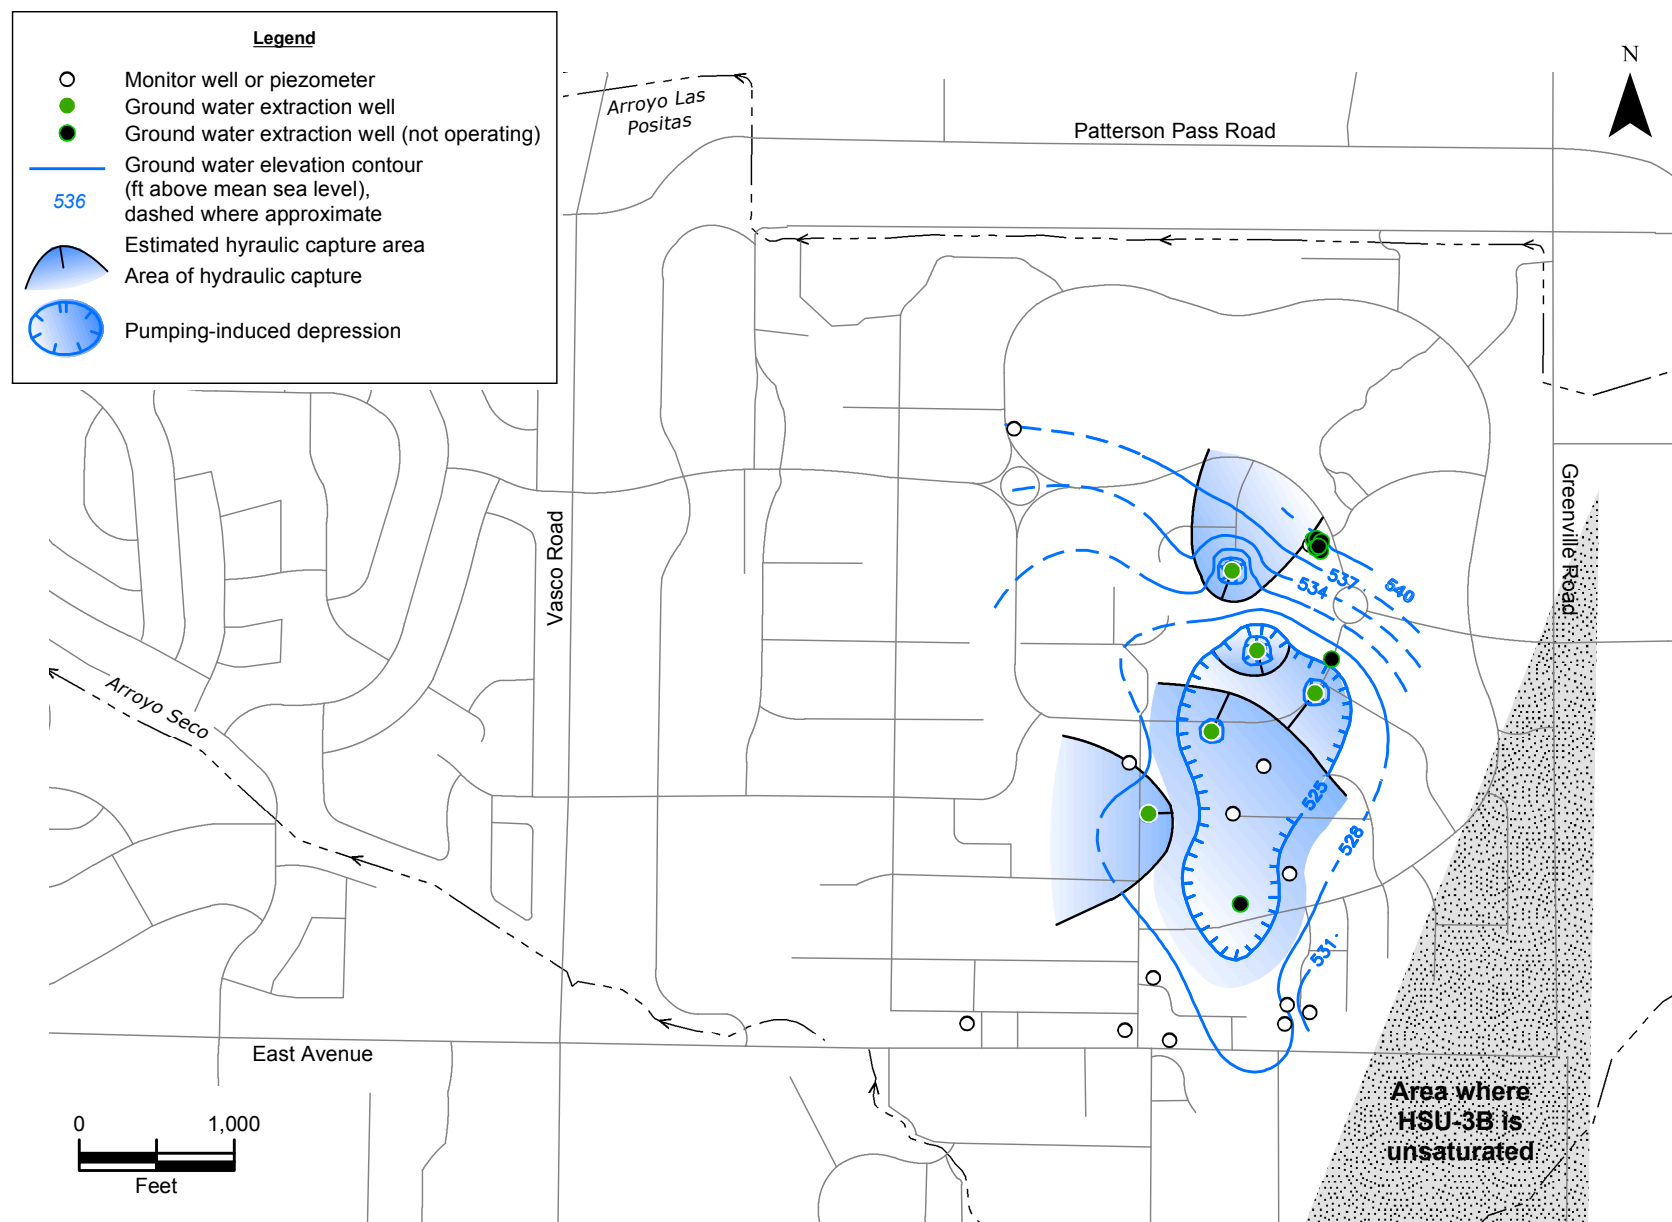 Legend
Monitor well or piezometer
Ground water extraction well
Ground water extraction well (not operating)
Ground water elevation contour
(ft above mean sea level),
dashed where approximate
536
Estimated hyraulic capture area
Area of hydraulic capture
Pumping-induced depression
N
Arroyo Las
Positas
Patterson Pass Road
Greenville Road
Vasco Road
537
540
534
Arroyo Seco
525
528
531
East Avenue
Area where
HSU-3B is
unsaturated
0 1,000
Feet